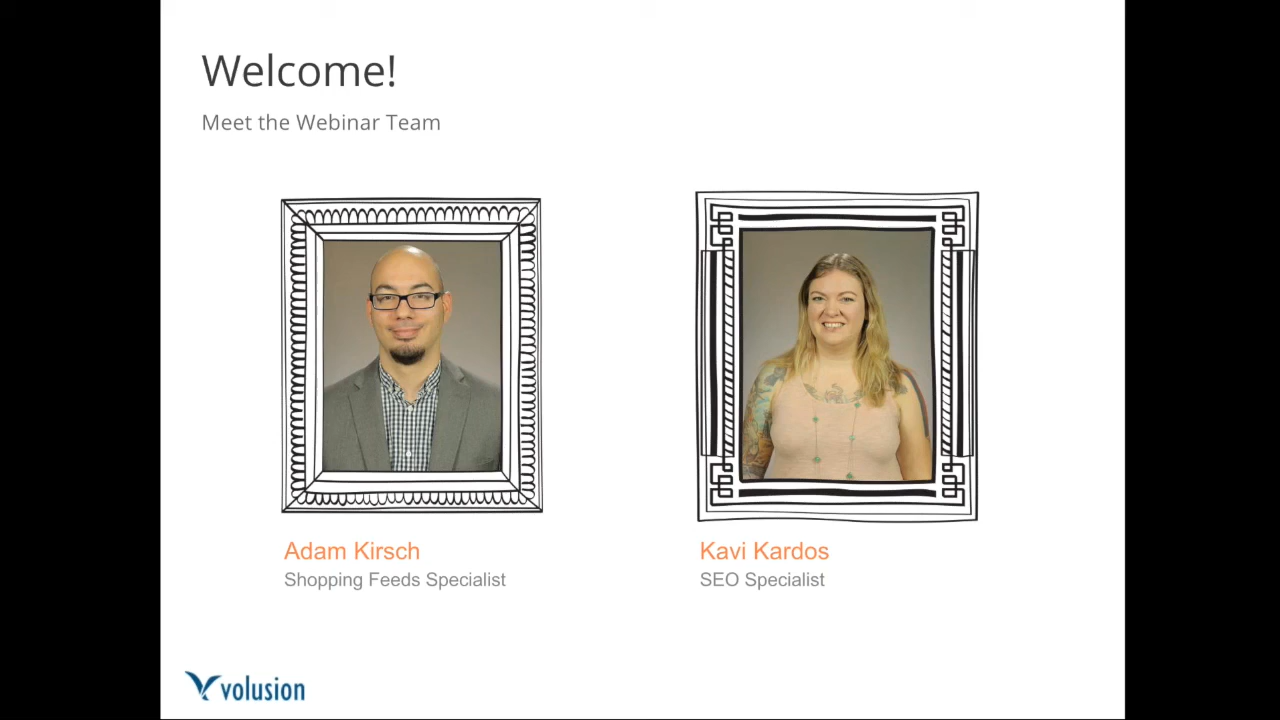 Welcome!
Meet the Webinar Team
Adam Kirsch
Shopping Feeds Specialist
Kavi Kardos
SEO Specialist
volusion